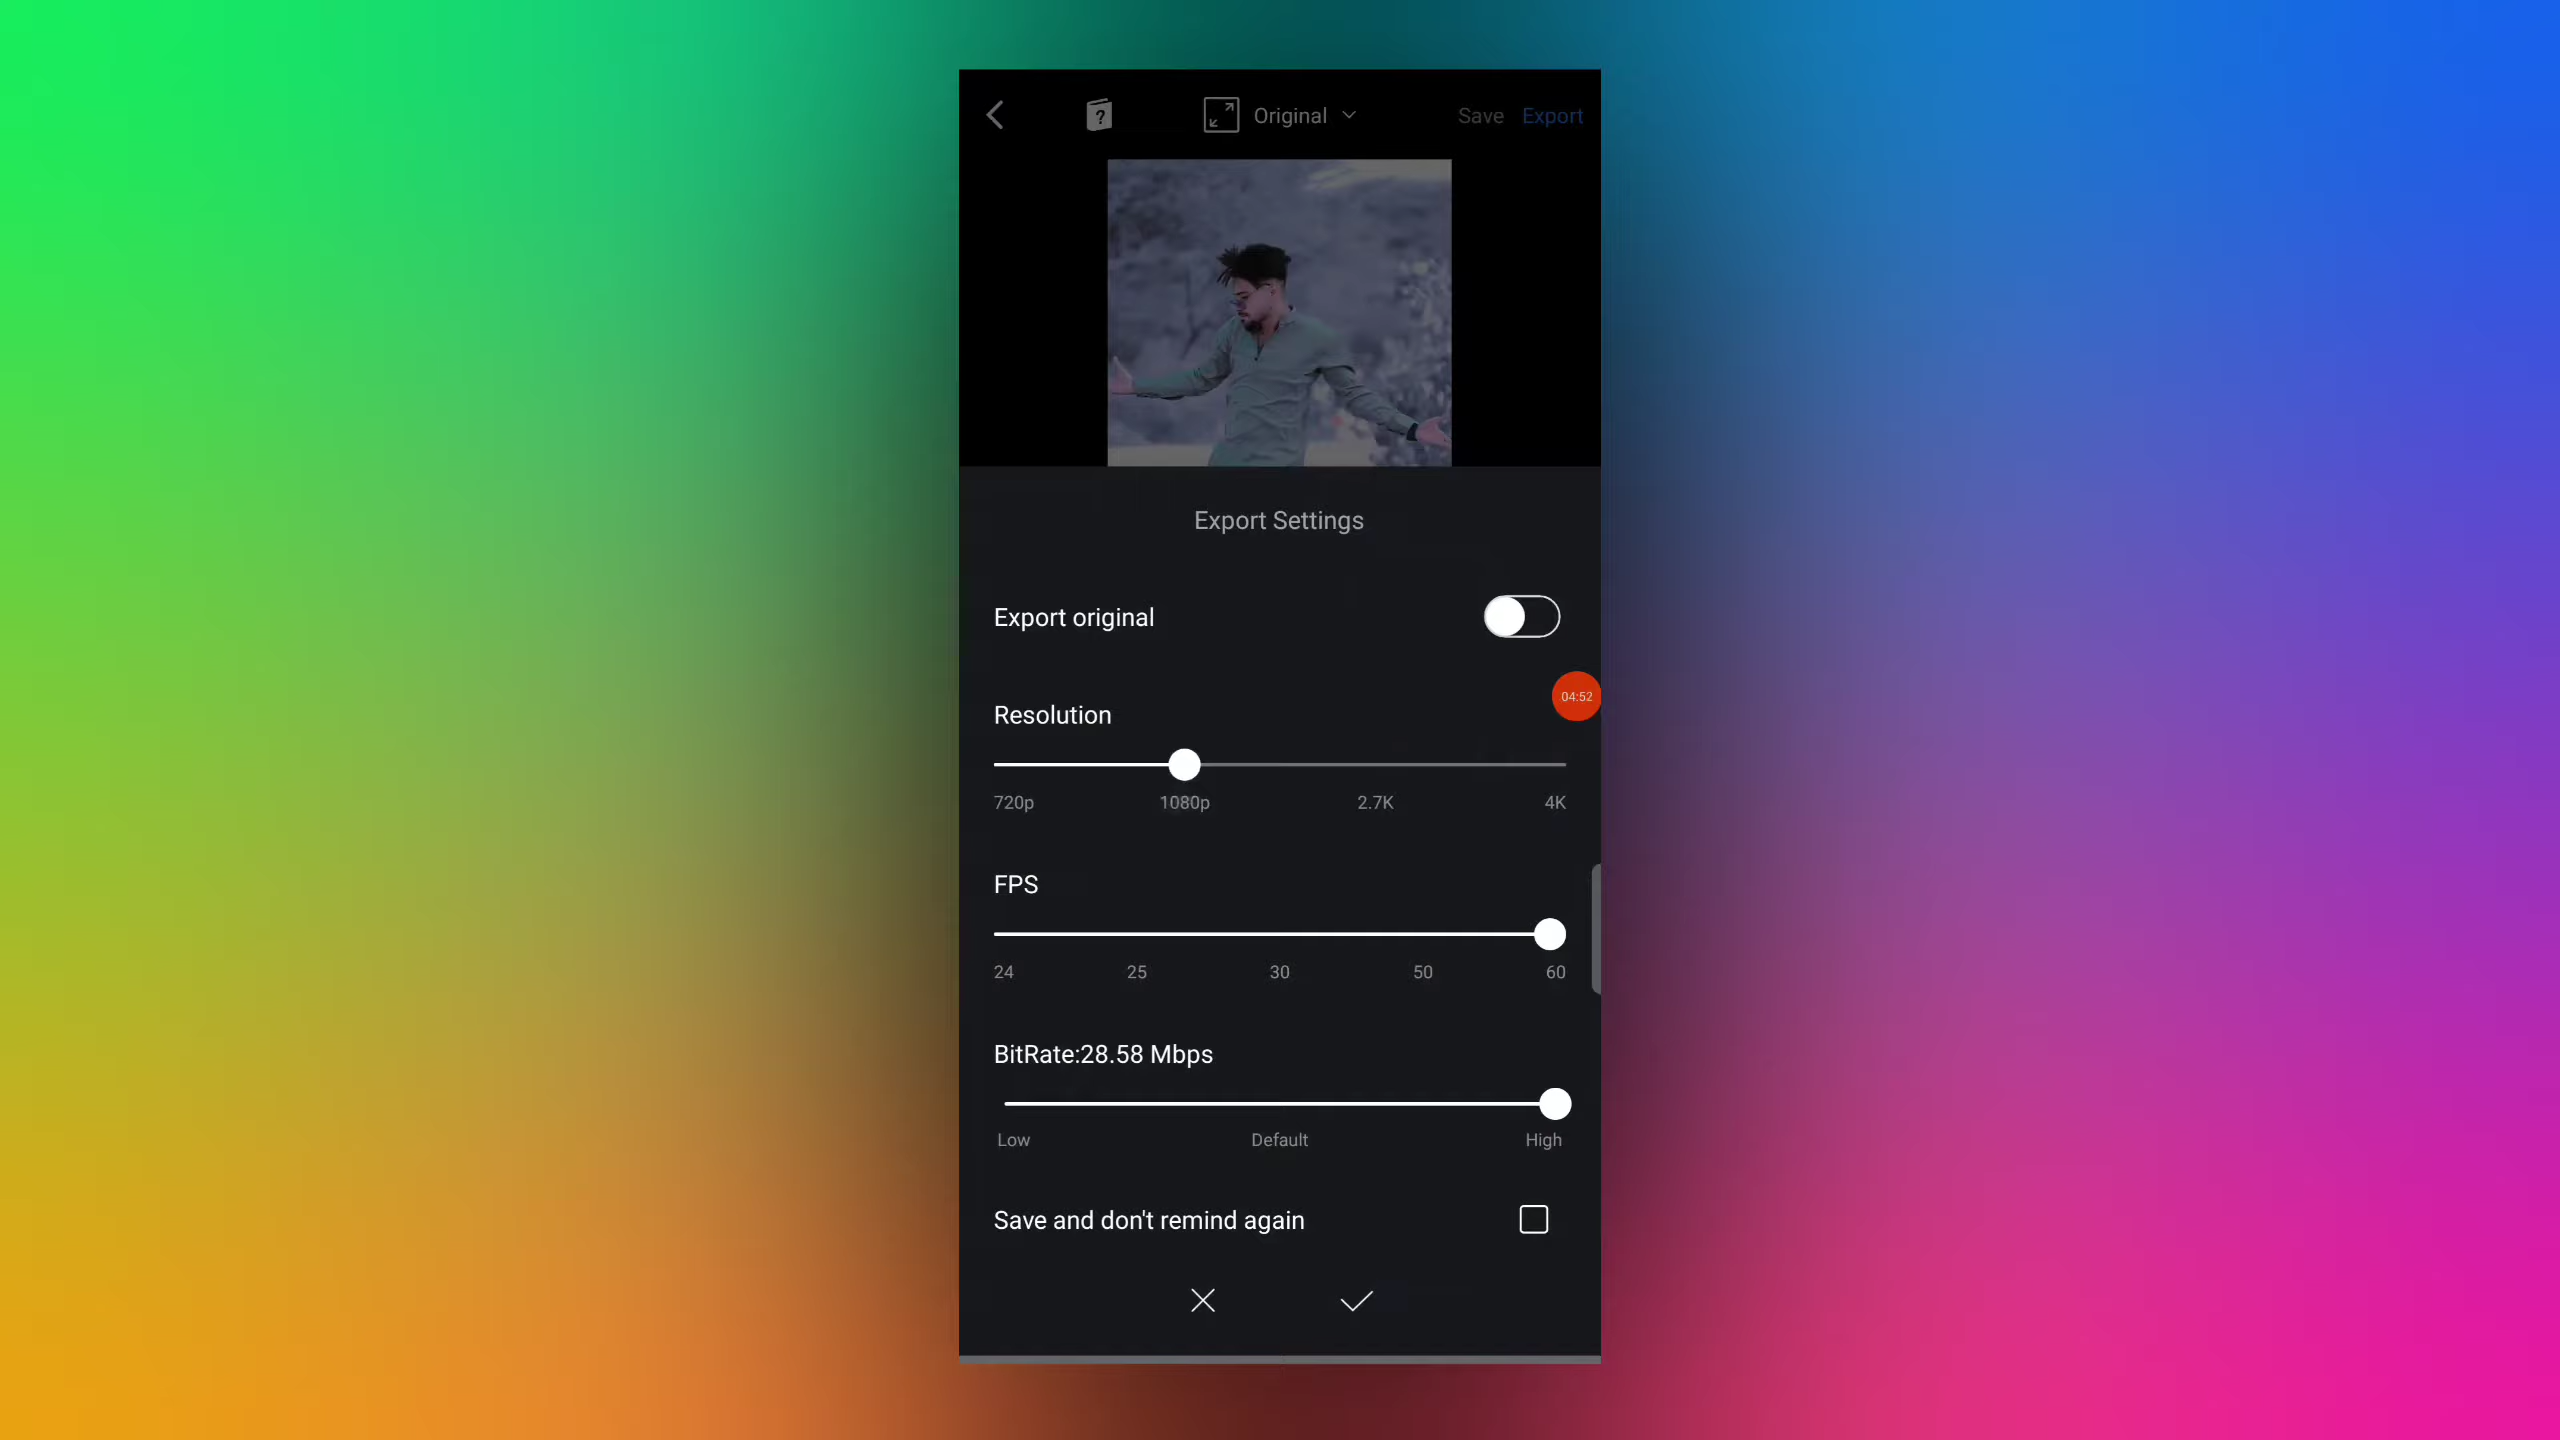 ?
Original
Save Export
Export Settings
Export original
04:52
Resolution
720p 1080p 2.7K 4K
FPS
24 25 30 50 60
BitRate:28.58 Mbps
Low Default High
Save and don't remind again